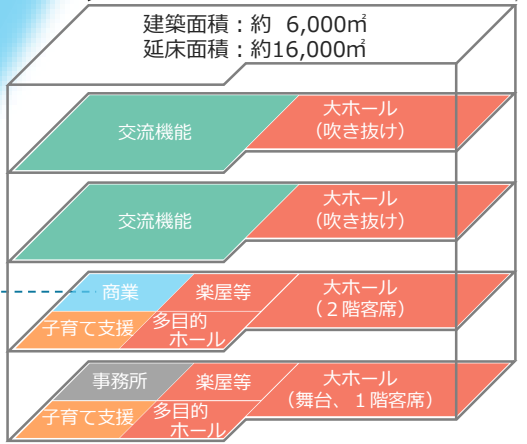 建築面積：約 6,000㎡
延床面積：約16,000㎡
交流機能
大ホール
（吹き抜け）
交流機能
大ホール
（吹き抜け）
商業
楽屋等
大ホール
（２階客席）
子育て支援
多目的
ホール
事務所
楽屋等
大ホール
（舞台、１階客席）
子育て支援
多目的
ホール